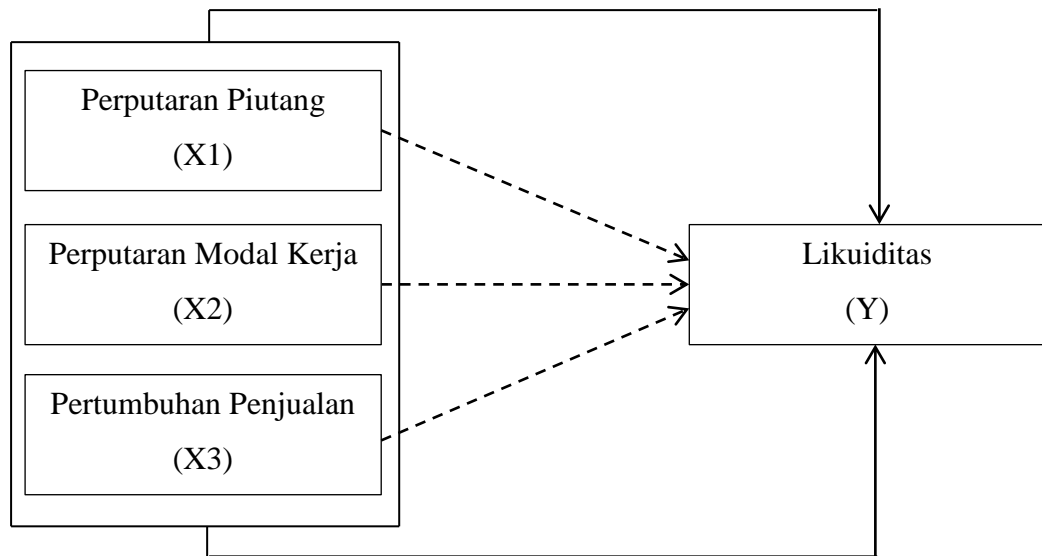 Perputaran Piutang
(X1)
Perputaran Modal Kerja
(X2)
Pertumbuhan Penjualan
(X3)
Likuiditas
(Y)